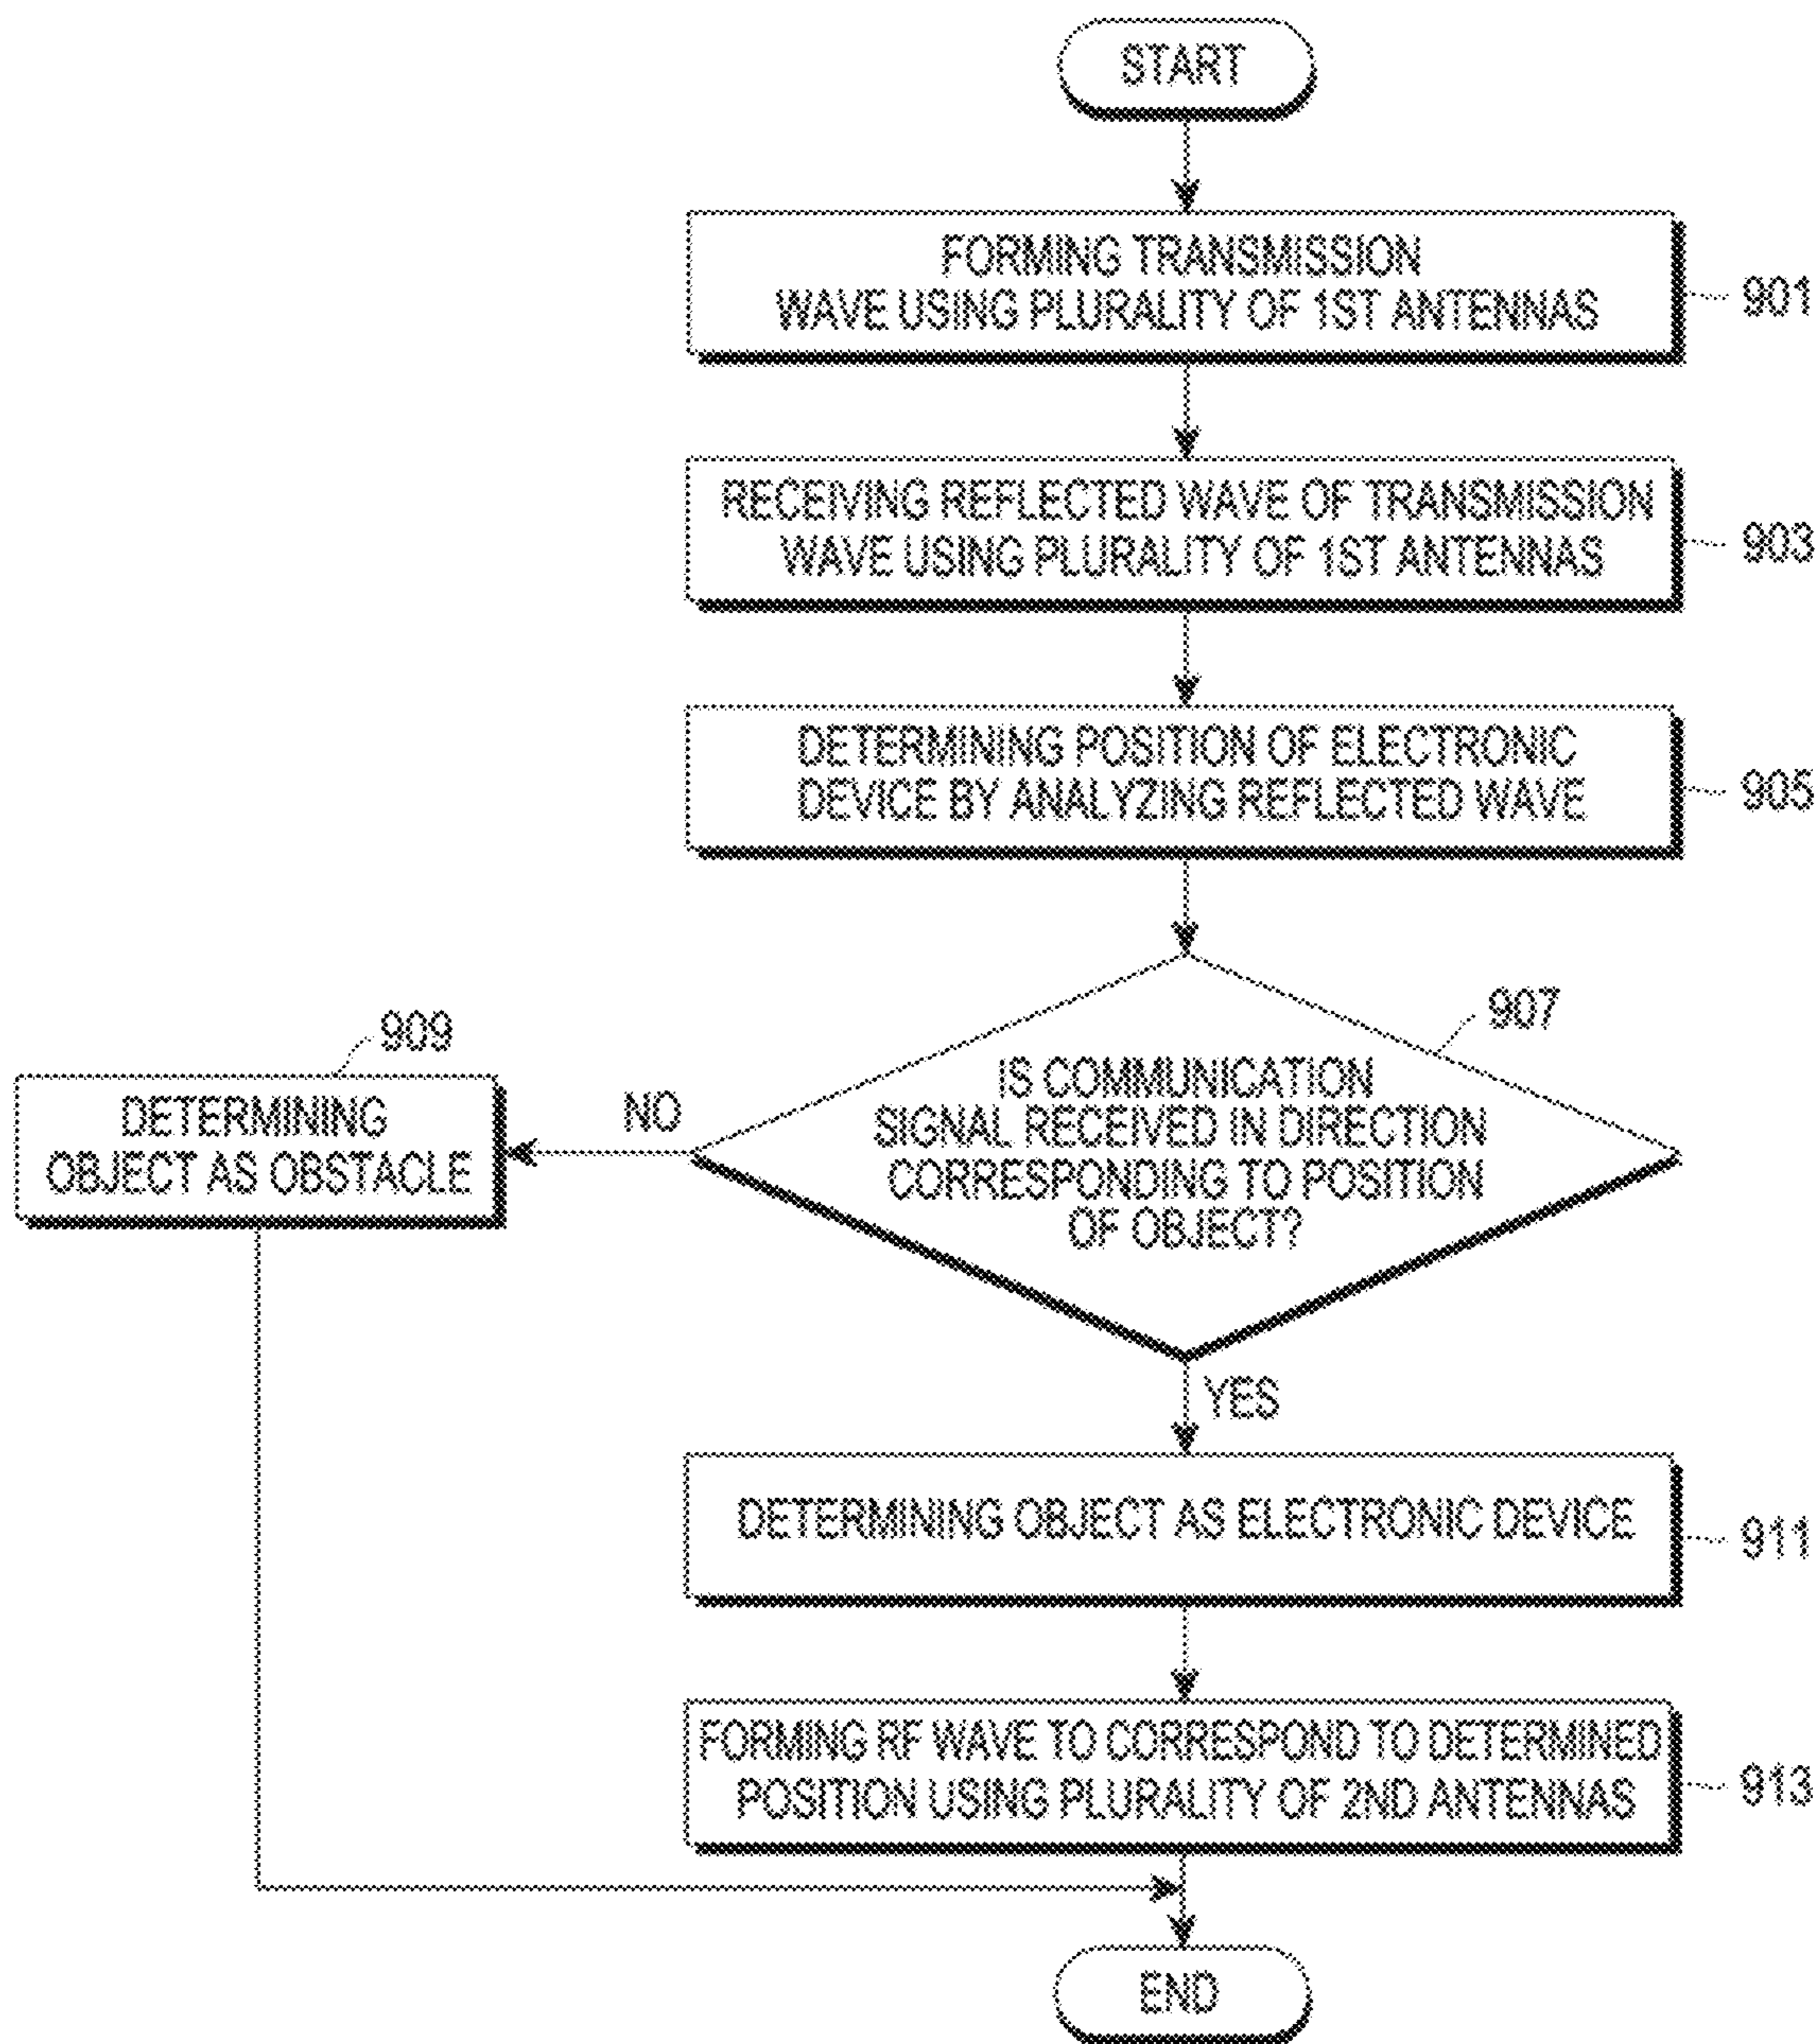 START
FORMING TRANSMISSION
WAVE USING PLURALITY OF 1ST ANTENNAS
901
RECEIVING REFLECTED WAVE OF TRANSMISSION
WAVE USING PLURALITY OF 1ST ANTENNAS
903
DETERMINING POSITION OF ELECTRONIC
DEVICE BY ANALYZING REFLECTED WAVE
905
907
IS COMMUNICATION
SIGNAL RECEIVED IN DIRECTION
CORRESPONDING TO POSITION
OF OBJECT?
NO
909
DETERMINING
OBJECT AS OBSTACLE
YES
DETERMINING OBJECT AS ELECTRONIC DEVICE
911
FORMING RF WAVE TO CORRESPOND TO DETERMINED
POSITION USING PLURALITY OF 2ND ANTENNAS
913
END